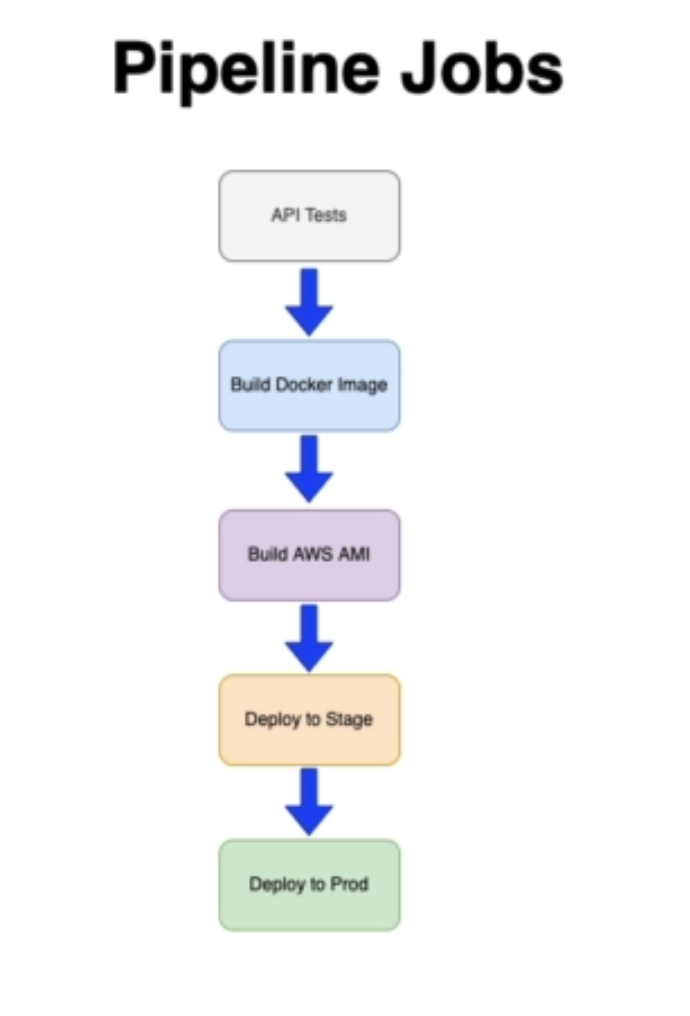 Pipeline Jobs
API Tests
Build Docker Image
Build AWS AMI
Deploy to Stage
Deploy to Prod